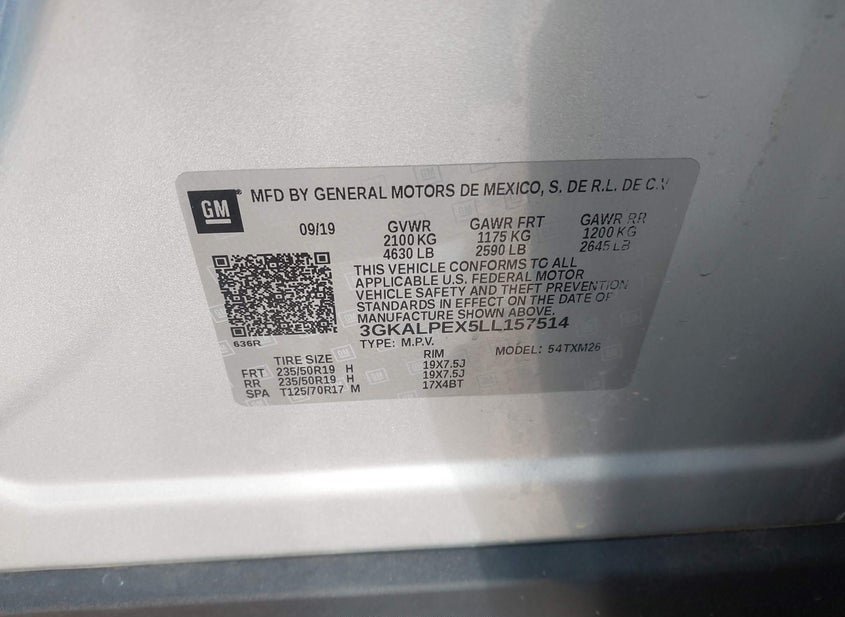 GM MFD BY GENERAL MOTORS DE MEXICO, S. DE R.L. DE C.V
09/19 GVWR GAWR FRT GAWR RR
2100 KG 1175 KG 1200 KG
4630 LB 2590 LB 2645 LB
THIS VEHICLE CONFORMS TO ALL
APPLICABLE U.S. FEDERAL MOTOR
VEHICLE SAFETY AND THEFT PREVENTION
STANDARDS IN EFFECT ON THE DATE OF
MANUFACTURE SHOWN ABOVE.
3GKALPEX5LL157514
636R TYPE: M.P.V. MODEL: 54TXM26
TIRE SIZE RIM
FRT 235/50R19 H 19X7.5J
RR 235/50R19 H 19X7.5J
SPA T125/70R17 M 17X4BT